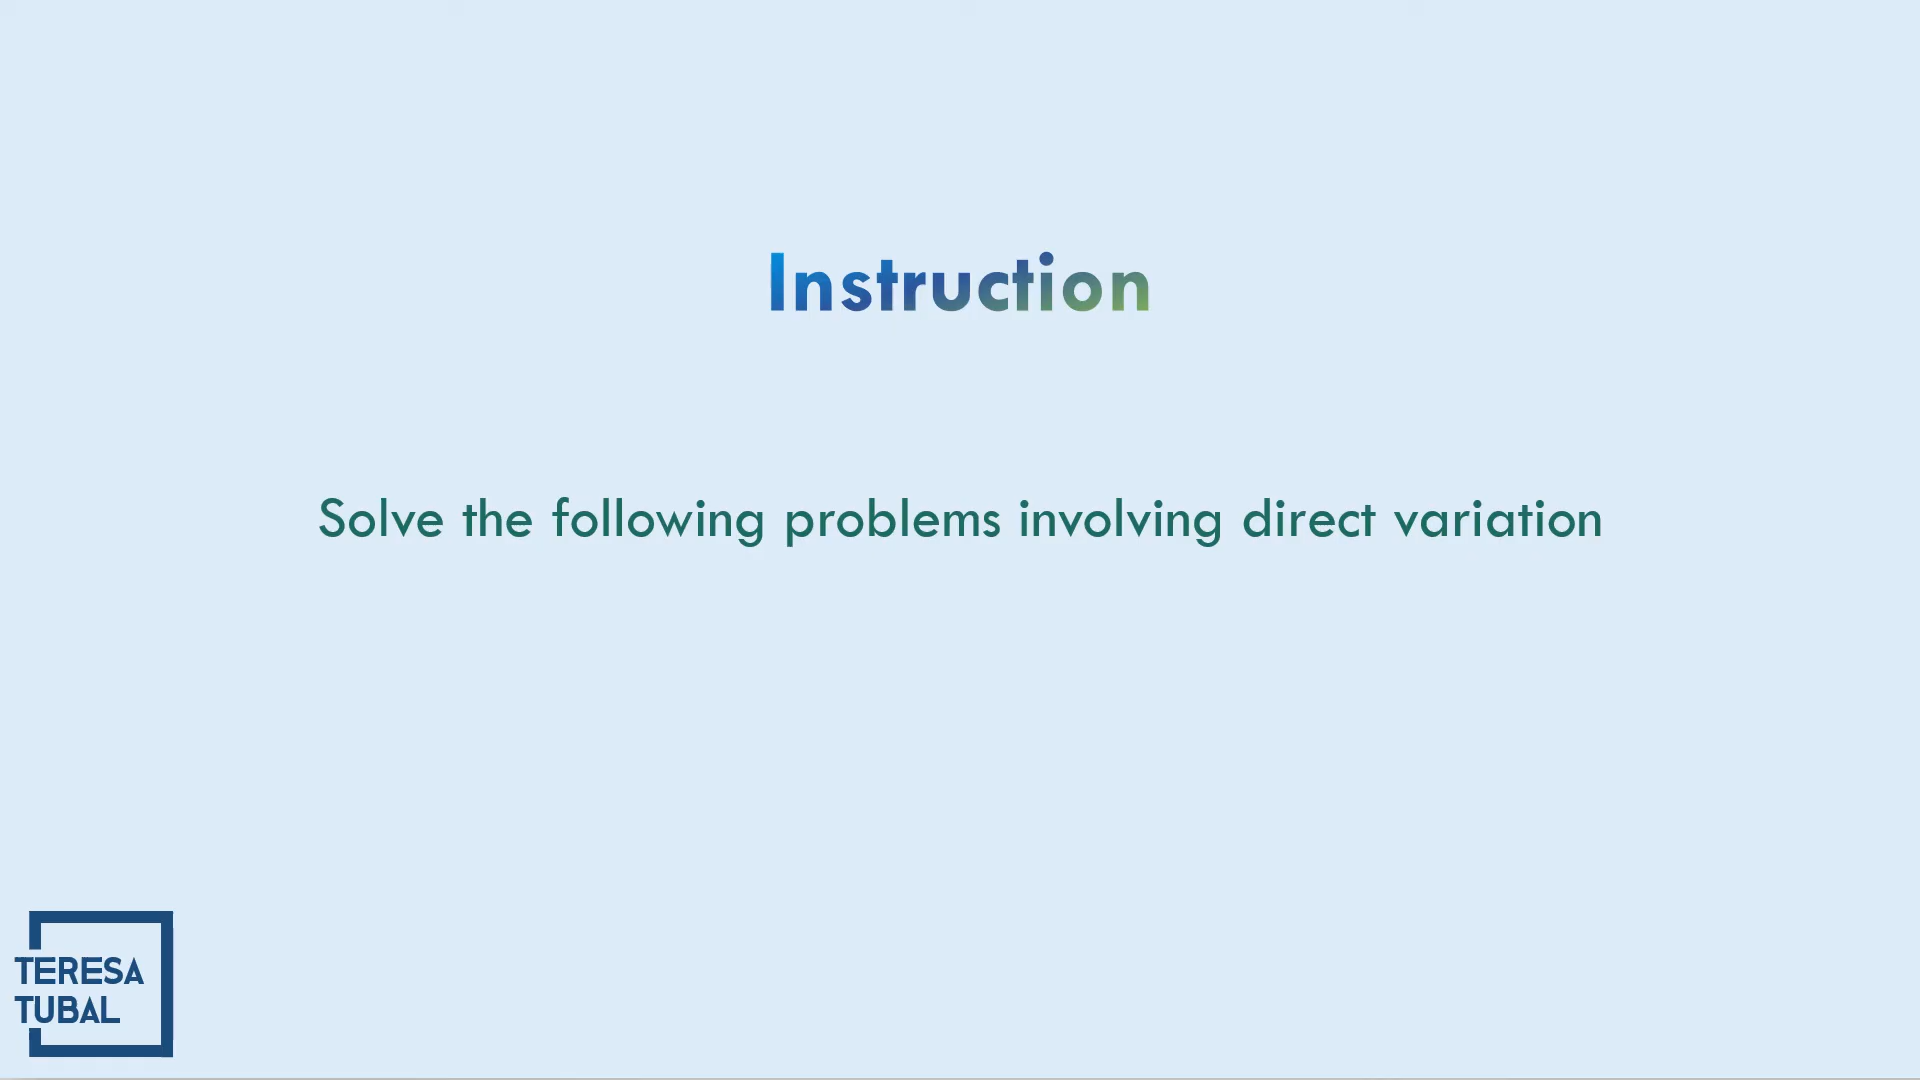 Instruction
Solve the following problems involving direct variation
TERESA
TUBAL